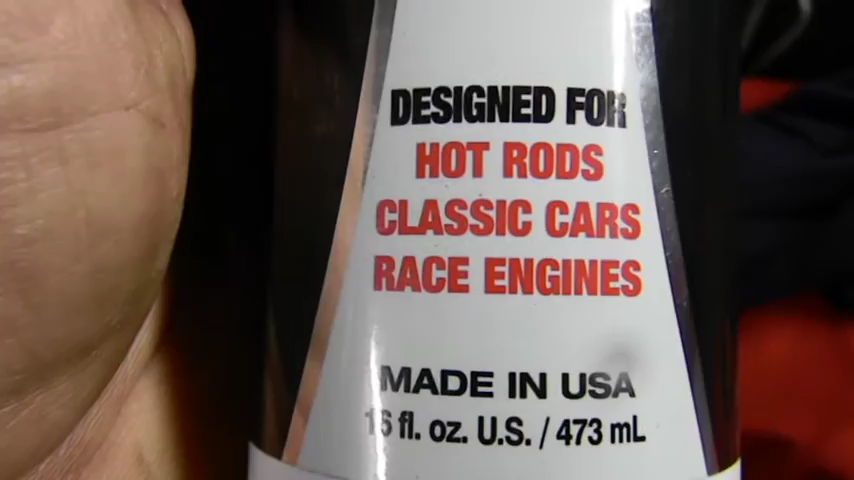 DESIGNED FOR
HOT RODS
CLASSIC CARS
RACE ENGINES
MADE IN USA
16 fl. oz. U.S. / 473 mL